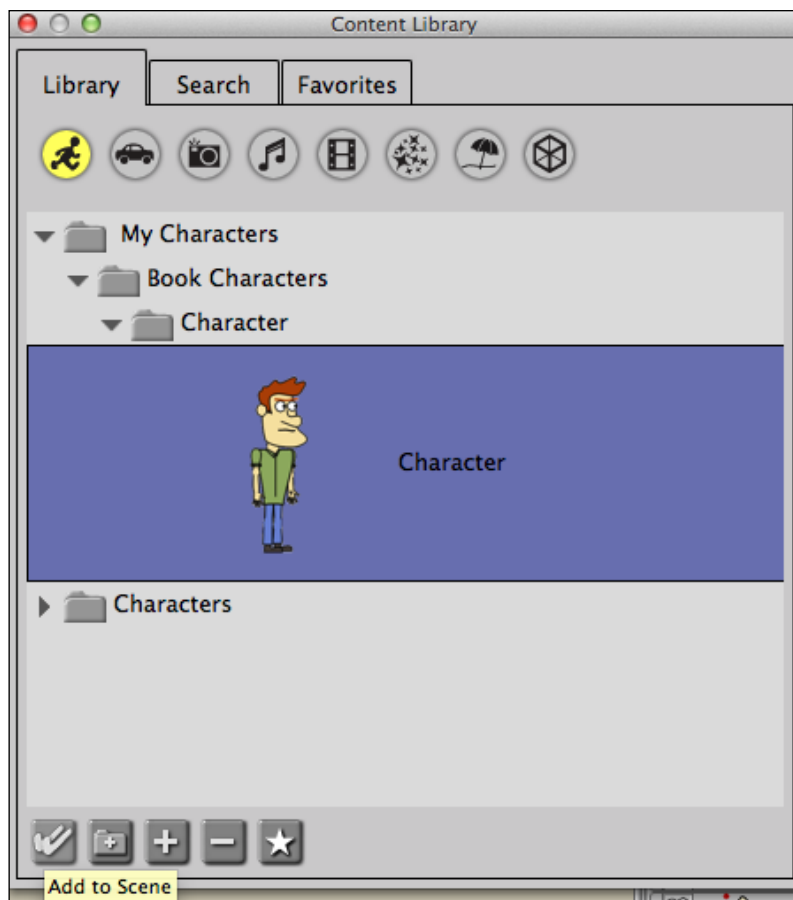 Content Library
Library Search Favorites
My Characters
Book Characters
Character
Character
Characters
Add to Scene